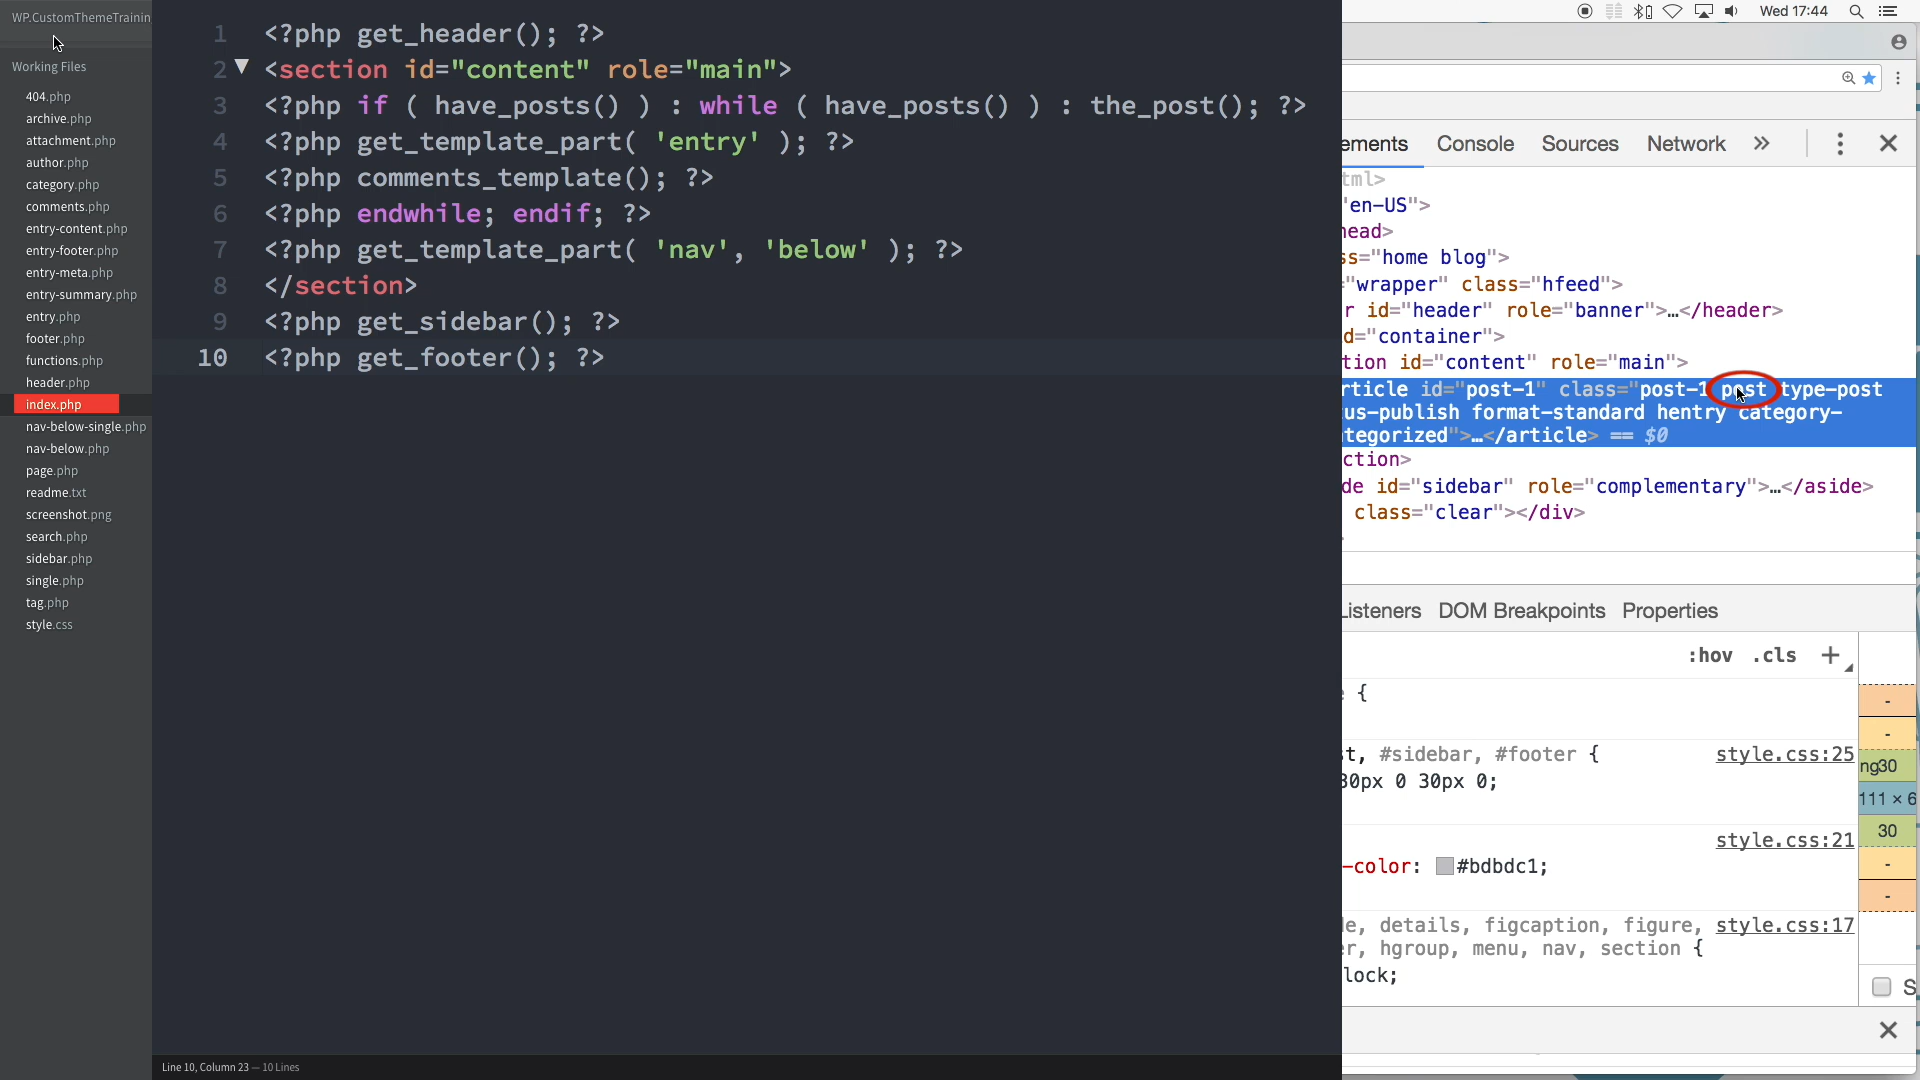 WP.CustomThemeTrainin
Working Files
404.php
archive.php
attachment.php
author.php
category.php
comments.php
entry-content.php
entry-footer.php
entry-meta.php
entry-summary.php
entry.php
footer.php
functions.php
header.php
index.php
nav-below-single.php
nav-below.php
page.php
readme.txt
screenshot.png
search.php
sidebar.php
single.php
tag.php
style.css
1 <?php get_header(); ?>
2 <section id="content" role="main">
3 <?php if ( have_posts() ) : while ( have_posts() ) : the_post(); ?>
4 <?php get_template_part( 'entry' ); ?>
5 <?php comments_template(); ?>
6 <?php endwhile; endif; ?>
7 <?php get_template_part( 'nav', 'below' ); ?>
8 </section>
9 <?php get_sidebar(); ?>
10 <?php get_footer(); ?>
Line 10, Column 23 — 10 Lines
Wed 17:44
ements Console Sources Network »
tml>
"en-US">
head>
ss="home blog">
"wrapper" class="hfeed">
r id="header" role="banner">…</header>
d="container">
tion id="content" role="main">
rticle id="post-1" class="post-1 post type-post
us-publish format-standard hentry category-
tegorized">…</article> == $0
ction>
de id="sidebar" role="complementary">…</aside>
class="clear"></div>
Listeners DOM Breakpoints Properties
:hov .cls +
{
st, #sidebar, #footer { style.css:25
30px 0 30px 0;
style.css:21
-color: #bdbdc1;
le, details, figcaption, figure, style.css:17
er, hgroup, menu, nav, section {
lock;
-
-
ng30
111 × 6
30
-
-
S